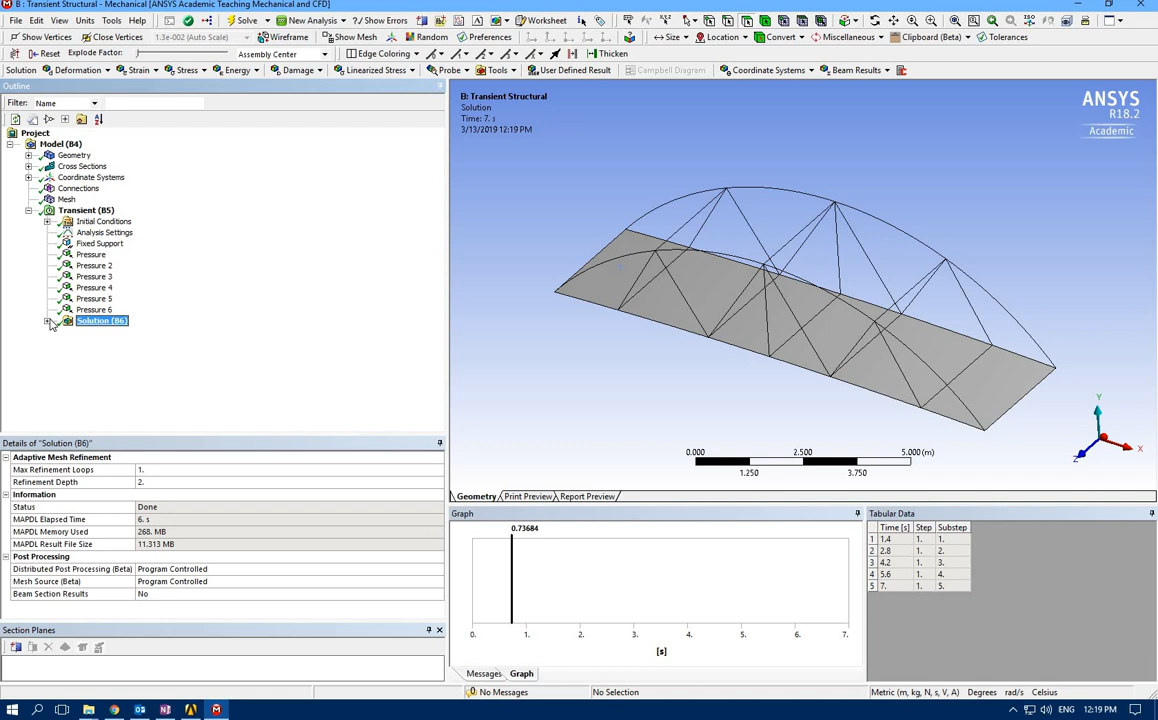 B : Transient Structural - Mechanical [ANSYS Academic Teaching Mechanical and CFD]
File Edit View Units Tools Help Solve New Analysis Show Errors Worksheet
Show Vertices Close Vertices 1.3e-002 (Auto Scale) Wireframe Show Mesh Random Preferences Size Location Convert Miscellaneous Clipboard (Beta) Tolerances
Reset Explode Factor: Assembly Center Edge Coloring Thicken
Solution Deformation Strain Stress Energy Damage Linearized Stress Probe Tools User Defined Result Campbell Diagram Coordinate Systems Beam Results
Outline
Filter: Name
Project
Model (B4)
Geometry
Cross Sections
Coordinate Systems
Connections
Mesh
Transient (B5)
Initial Conditions
Analysis Settings
Fixed Support
Pressure
Pressure 2
Pressure 3
Pressure 4
Pressure 5
Pressure 6
Solution (B6)
B: Transient Structural
Solution
Time: 7. s
3/13/2019 12:19 PM
ANSYS
R18.2
Academic
Y
X
Z
0.000 2.500 5.000 (m)
1.250 3.750
Geometry Print Preview Report Preview
Details of "Solution (B6)"
Adaptive Mesh Refinement
Max Refinement Loops 1.
Refinement Depth 2.
Information
Status Done
MAPDL Elapsed Time 6. s
MAPDL Memory Used 268. MB
MAPDL Result File Size 11.313 MB
Post Processing
Distributed Post Processing (Beta) Program Controlled
Mesh Source (Beta) Program Controlled
Beam Section Results No
Section Planes
Graph
0.73684
0. 1. 2. 3. 4. 5. 6. 7.
[s]
Messages Graph
Tabular Data
Time [s] Step Substep
1 1.4 1. 1.
2 2.8 1. 2.
3 4.2 1. 3.
4 5.6 1. 4.
5 7. 1. 5.
No Messages No Selection Metric (m, kg, N, s, V, A) Degrees rad/s Celsius
ENG 12:19 PM